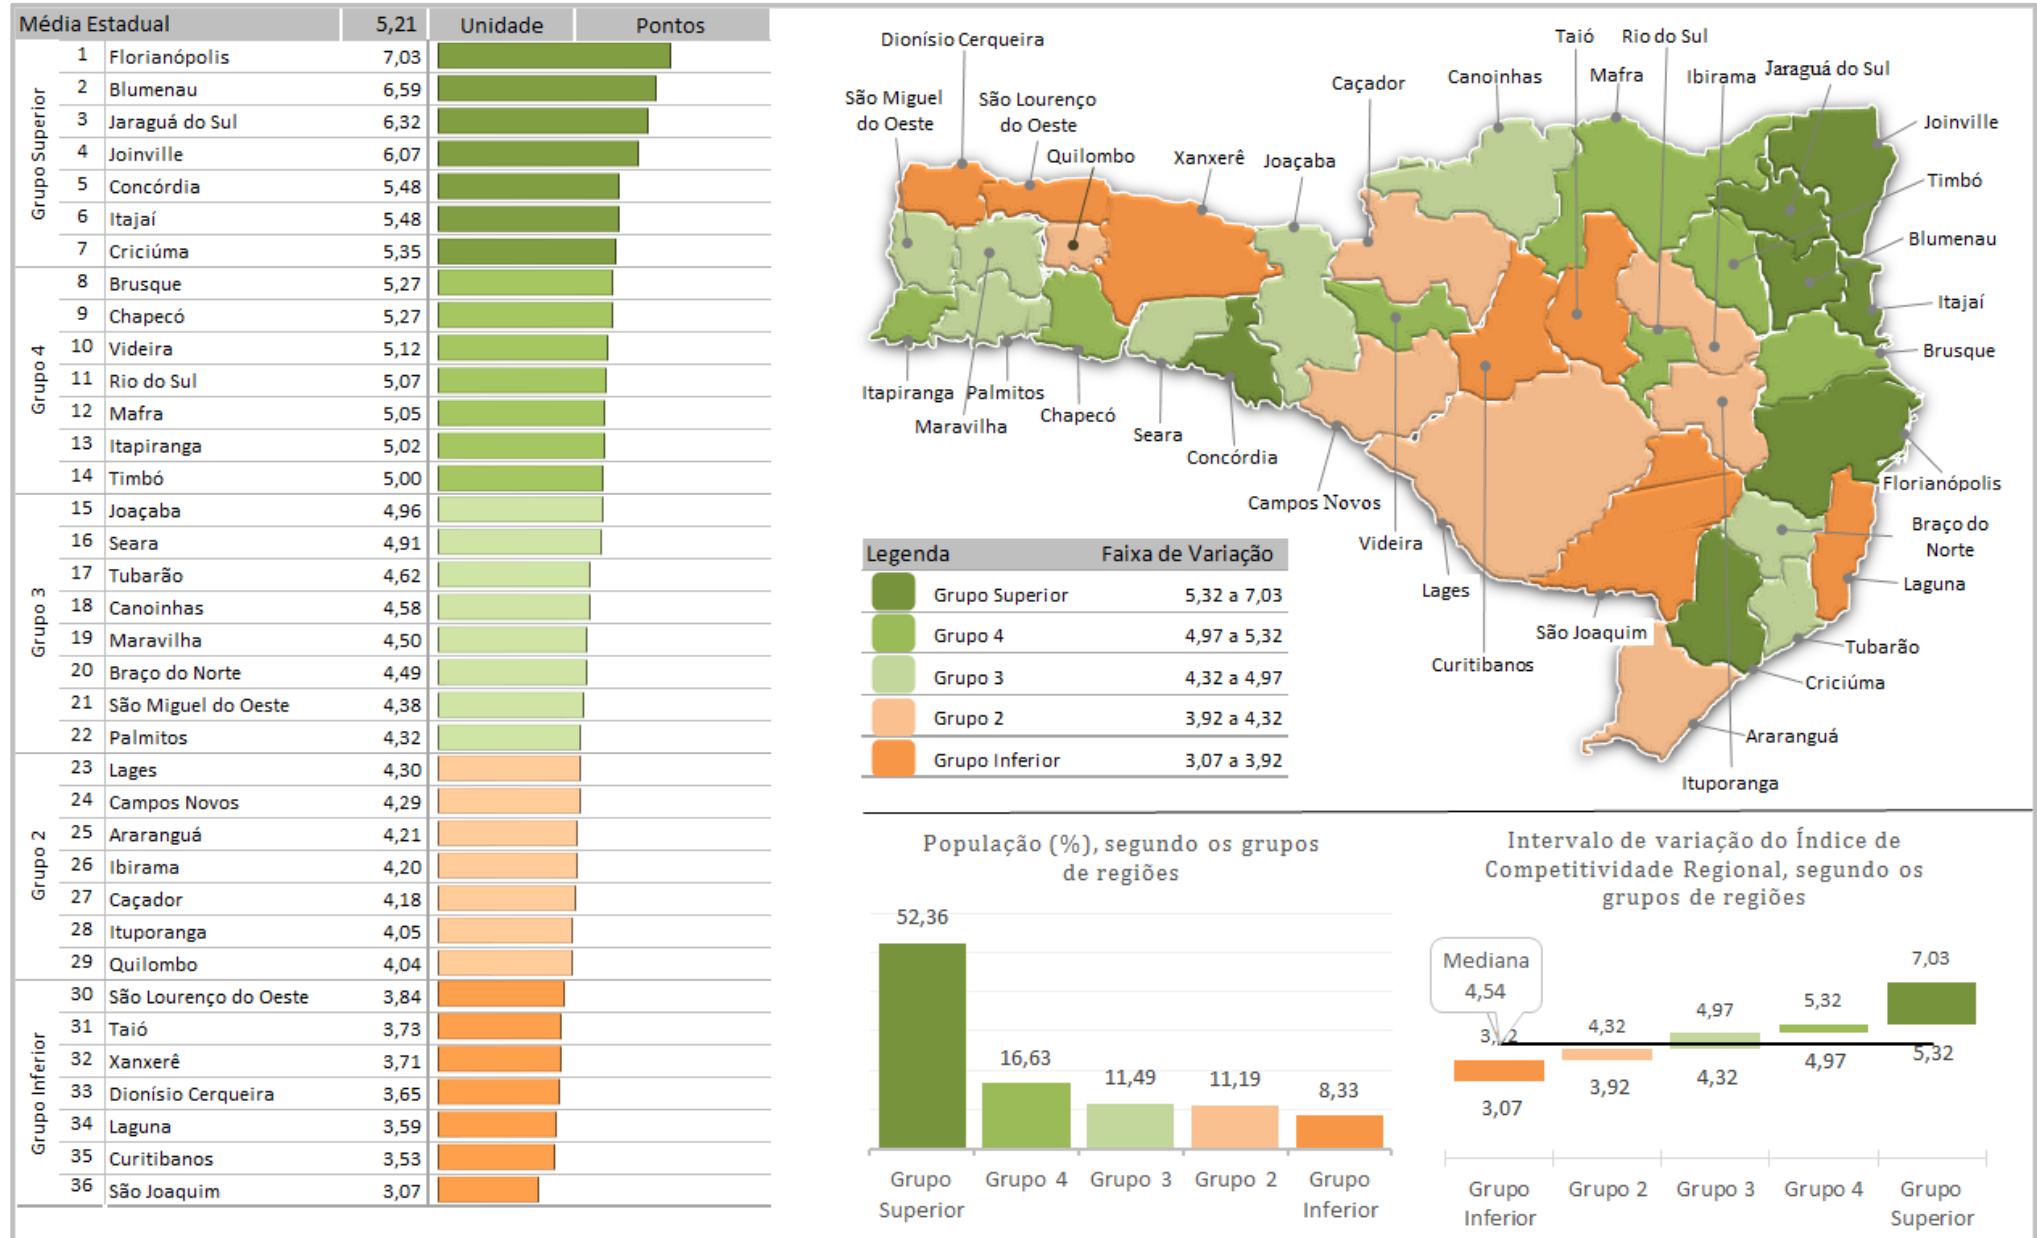 Média Estadual 5,21 Unidade Pontos
Grupo Superior
1 Florianópolis 7,03
2 Blumenau 6,59
3 Jaraguá do Sul 6,32
4 Joinville 6,07
5 Concórdia 5,48
6 Itajaí 5,48
7 Criciúma 5,35
Grupo 4
8 Brusque 5,27
9 Chapecó 5,27
10 Videira 5,12
11 Rio do Sul 5,07
12 Mafra 5,05
13 Itapiranga 5,02
14 Timbó 5,00
Grupo 3
15 Joaçaba 4,96
16 Seara 4,91
17 Tubarão 4,62
18 Canoinhas 4,58
19 Maravilha 4,50
20 Braço do Norte 4,49
21 São Miguel do Oeste 4,38
22 Palmitos 4,32
Grupo 2
23 Lages 4,30
24 Campos Novos 4,29
25 Araranguá 4,21
26 Ibirama 4,20
27 Caçador 4,18
28 Ituporanga 4,05
29 Quilombo 4,04
Grupo Inferior
30 São Lourenço do Oeste 3,84
31 Taió 3,73
32 Xanxerê 3,71
33 Dionísio Cerqueira 3,65
34 Laguna 3,59
35 Curitibanos 3,53
36 São Joaquim 3,07
Dionísio Cerqueira
Taió
Rio do Sul
Caçador
Canoinhas
Mafra
Ibirama
Jaraguá do Sul
São Miguel
do Oeste
São Lourenço
do Oeste
Quilombo
Xanxerê
Joaçaba
Joinville
Timbó
Blumenau
Itajaí
Brusque
Itapiranga
Palmitos
Maravilha
Chapecó
Seara
Concórdia
Campos Novos
Florianópolis
Videira
Braço do
Norte
Lages
Laguna
São Joaquim
Curitibanos
Tubarão
Criciúma
Araranguá
Ituporanga
Legenda Faixa de Variação
Grupo Superior 5,32 a 7,03
Grupo 4 4,97 a 5,32
Grupo 3 4,32 a 4,97
Grupo 2 3,92 a 4,32
Grupo Inferior 3,07 a 3,92
População (%), segundo os grupos
de regiões
52,36
16,63
11,49
11,19
8,33
Grupo
Superior
Grupo 4
Grupo 3
Grupo 2
Grupo
Inferior
Intervalo de variação do Índice de
Competitividade Regional, segundo os
grupos de regiões
Mediana
4,54
3,07
4,32
3,92
4,97
4,32
5,32
4,97
7,03
5,32
Grupo
Inferior
Grupo 2
Grupo 3
Grupo 4
Grupo
Superior